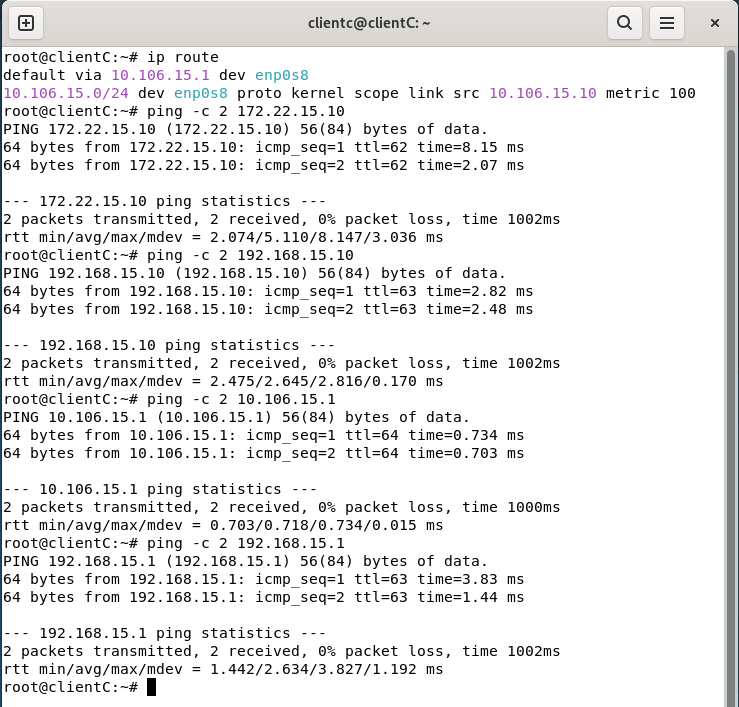 clientc@clientC: ~
root@clientC:~# ip route
default via 10.106.15.1 dev enp0s8
10.106.15.0/24 dev enp0s8 proto kernel scope link src 10.106.15.10 metric 100
root@clientC:~# ping -c 2 172.22.15.10
PING 172.22.15.10 (172.22.15.10) 56(84) bytes of data.
64 bytes from 172.22.15.10: icmp_seq=1 ttl=62 time=8.15 ms
64 bytes from 172.22.15.10: icmp_seq=2 ttl=62 time=2.07 ms

--- 172.22.15.10 ping statistics ---
2 packets transmitted, 2 received, 0% packet loss, time 1002ms
rtt min/avg/max/mdev = 2.074/5.110/8.147/3.036 ms
root@clientC:~# ping -c 2 192.168.15.10
PING 192.168.15.10 (192.168.15.10) 56(84) bytes of data.
64 bytes from 192.168.15.10: icmp_seq=1 ttl=63 time=2.82 ms
64 bytes from 192.168.15.10: icmp_seq=2 ttl=63 time=2.48 ms

--- 192.168.15.10 ping statistics ---
2 packets transmitted, 2 received, 0% packet loss, time 1002ms
rtt min/avg/max/mdev = 2.475/2.645/2.816/0.170 ms
root@clientC:~# ping -c 2 10.106.15.1
PING 10.106.15.1 (10.106.15.1) 56(84) bytes of data.
64 bytes from 10.106.15.1: icmp_seq=1 ttl=64 time=0.734 ms
64 bytes from 10.106.15.1: icmp_seq=2 ttl=64 time=0.703 ms

--- 10.106.15.1 ping statistics ---
2 packets transmitted, 2 received, 0% packet loss, time 1000ms
rtt min/avg/max/mdev = 0.703/0.718/0.734/0.015 ms
root@clientC:~# ping -c 2 192.168.15.1
PING 192.168.15.1 (192.168.15.1) 56(84) bytes of data.
64 bytes from 192.168.15.1: icmp_seq=1 ttl=63 time=3.83 ms
64 bytes from 192.168.15.1: icmp_seq=2 ttl=63 time=1.44 ms

--- 192.168.15.1 ping statistics ---
2 packets transmitted, 2 received, 0% packet loss, time 1002ms
rtt min/avg/max/mdev = 1.442/2.634/3.827/1.192 ms
root@clientC:~#